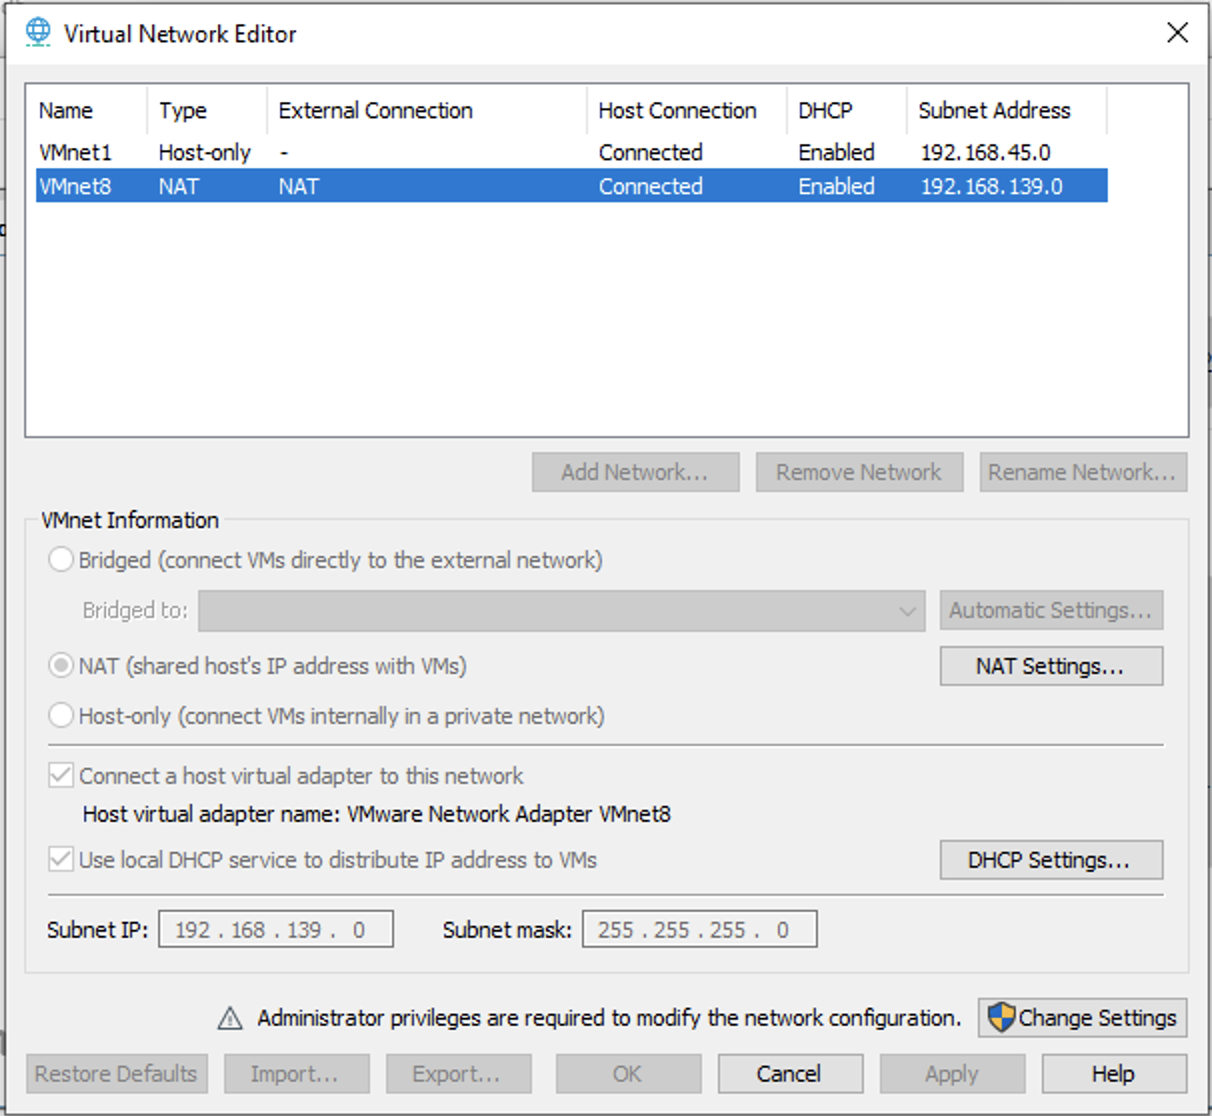 Virtual Network Editor
Name Type External Connection Host Connection DHCP Subnet Address
VMnet1 Host-only - Connected Enabled 192.168.45.0
VMnet8 NAT NAT Connected Enabled 192.168.139.0
Add Network... Remove Network Rename Network...
VMnet Information
Bridged (connect VMs directly to the external network)
Bridged to: Automatic Settings...
NAT (shared host's IP address with VMs) NAT Settings...
Host-only (connect VMs internally in a private network)
Connect a host virtual adapter to this network
Host virtual adapter name: VMware Network Adapter VMnet8
Use local DHCP service to distribute IP address to VMs DHCP Settings...
Subnet IP: 192 . 168 . 139 . 0 Subnet mask: 255 . 255 . 255 . 0
Administrator privileges are required to modify the network configuration. Change Settings
Restore Defaults Import... Export... OK Cancel Apply Help